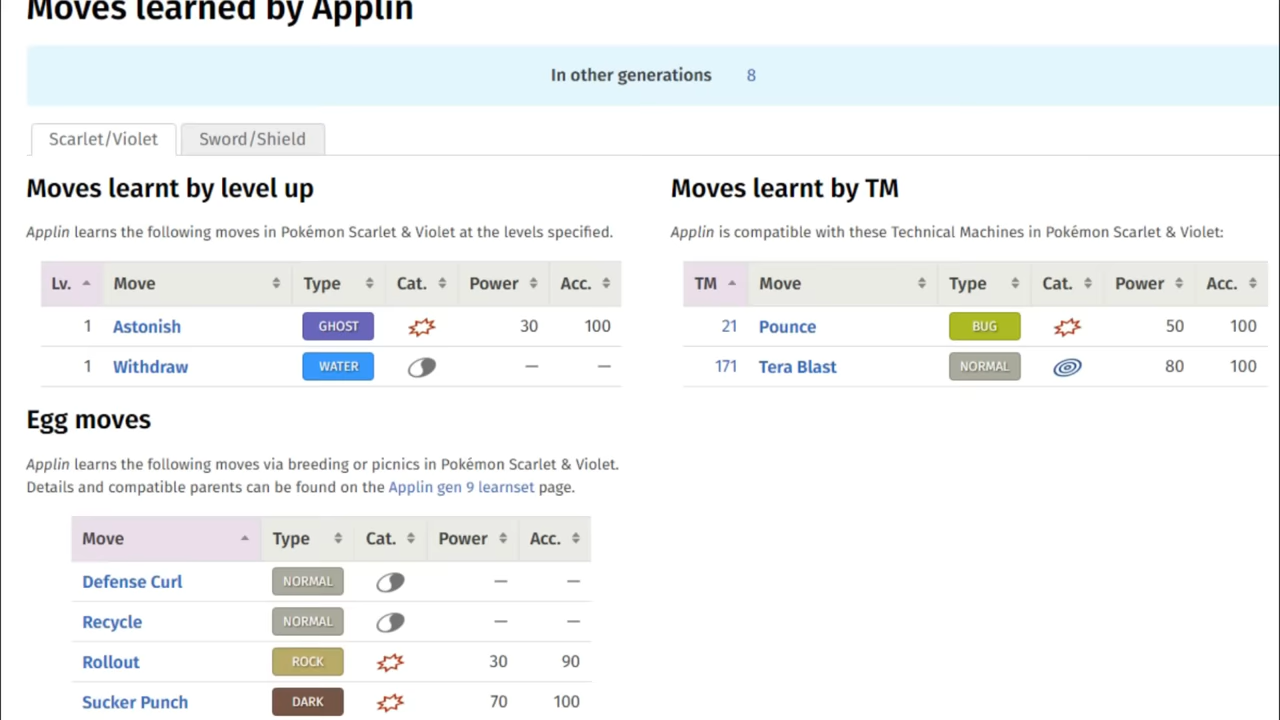 Moves learned by Applin
In other generations 8
Scarlet/Violet Sword/Shield
Moves learnt by level up
Applin learns the following moves in Pokémon Scarlet & Violet at the levels specified.
Lv. Move Type Cat. Power Acc.
1 Astonish GHOST 30 100
1 Withdraw WATER — —
Egg moves
Applin learns the following moves via breeding or picnics in Pokémon Scarlet & Violet.
Details and compatible parents can be found on the Applin gen 9 learnset page.
Move Type Cat. Power Acc.
Defense Curl NORMAL — —
Recycle NORMAL — —
Rollout ROCK 30 90
Sucker Punch DARK 70 100
Moves learnt by TM
Applin is compatible with these Technical Machines in Pokémon Scarlet & Violet:
TM Move Type Cat. Power Acc.
21 Pounce BUG 50 100
171 Tera Blast NORMAL 80 100